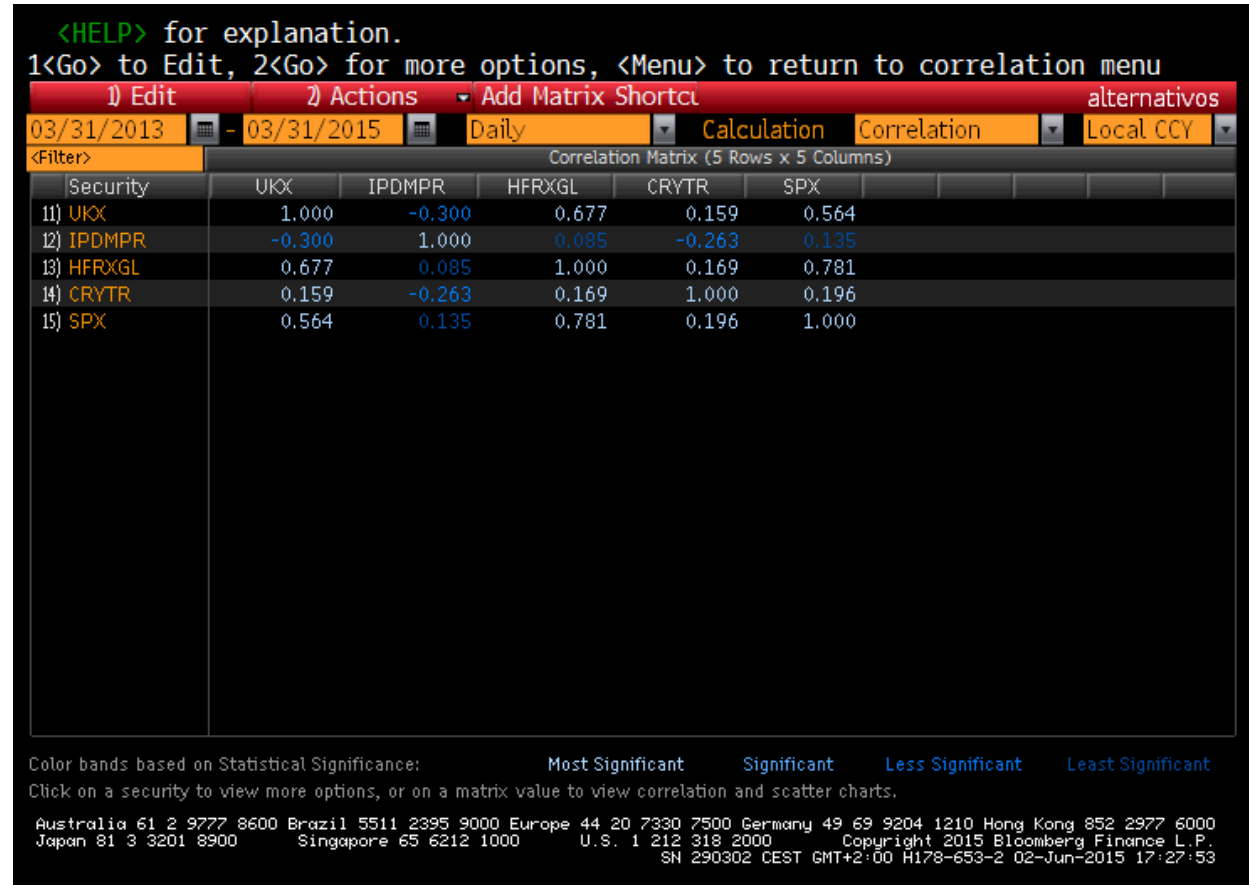 <HELP> for explanation.
1<Go> to Edit, 2<Go> for more options, <Menu> to return to correlation menu
1) Edit 2) Actions Add Matrix Shortcu alternativos
03/31/2013 - 03/31/2015 Daily Calculation Correlation Local CCY
<Filter> Correlation Matrix (5 Rows x 5 Columns)
Security UKX IPDMPR HFRXGL CRYTR SPX
11) UKX 1.000 -0.300 0.677 0.159 0.564
12) IPDMPR -0.300 1.000 0.085 -0.263 0.135
13) HFRXGL 0.677 0.085 1.000 0.169 0.781
14) CRYTR 0.159 -0.263 0.169 1.000 0.196
15) SPX 0.564 0.135 0.781 0.196 1.000
Color bands based on Statistical Significance: Most Significant Significant Less Significant Least Significant
Click on a security to view more options, or on a matrix value to view correlation and scatter charts.
Australia 61 2 9777 8600 Brazil 5511 2395 9000 Europe 44 20 7330 7500 Germany 49 69 9204 1210 Hong Kong 852 2977 6000
Japan 81 3 3201 8900 Singapore 65 6212 1000 U.S. 1 212 318 2000 Copyright 2015 Bloomberg Finance L.P.
SN 290302 CEST GMT+2:00 H178-653-2 02-Jun-2015 17:27:53